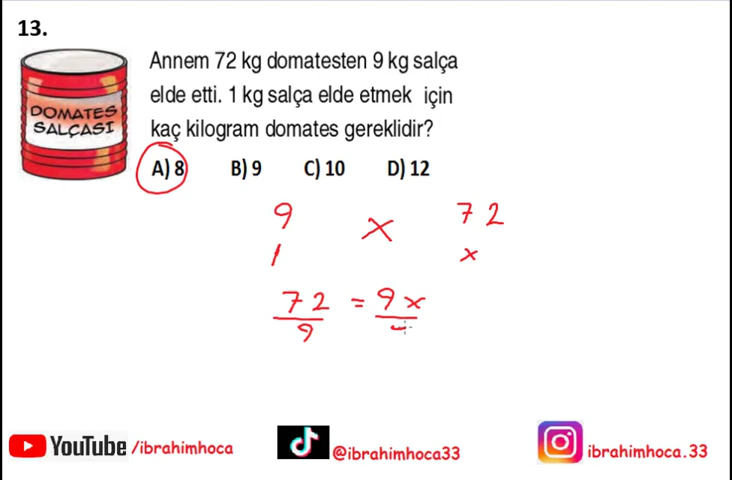 13.
DOMATES
SALÇASI
Annem 72 kg domatesten 9 kg salça
elde etti. 1 kg salça elde etmek için
kaç kilogram domates gereklidir?
A) 8 B) 9 C) 10 D) 12
9 x 72
1 x
72 = 9x
9
YouTube /ibrahimhoca
@ibrahimhoca33
ibrahimhoca.33